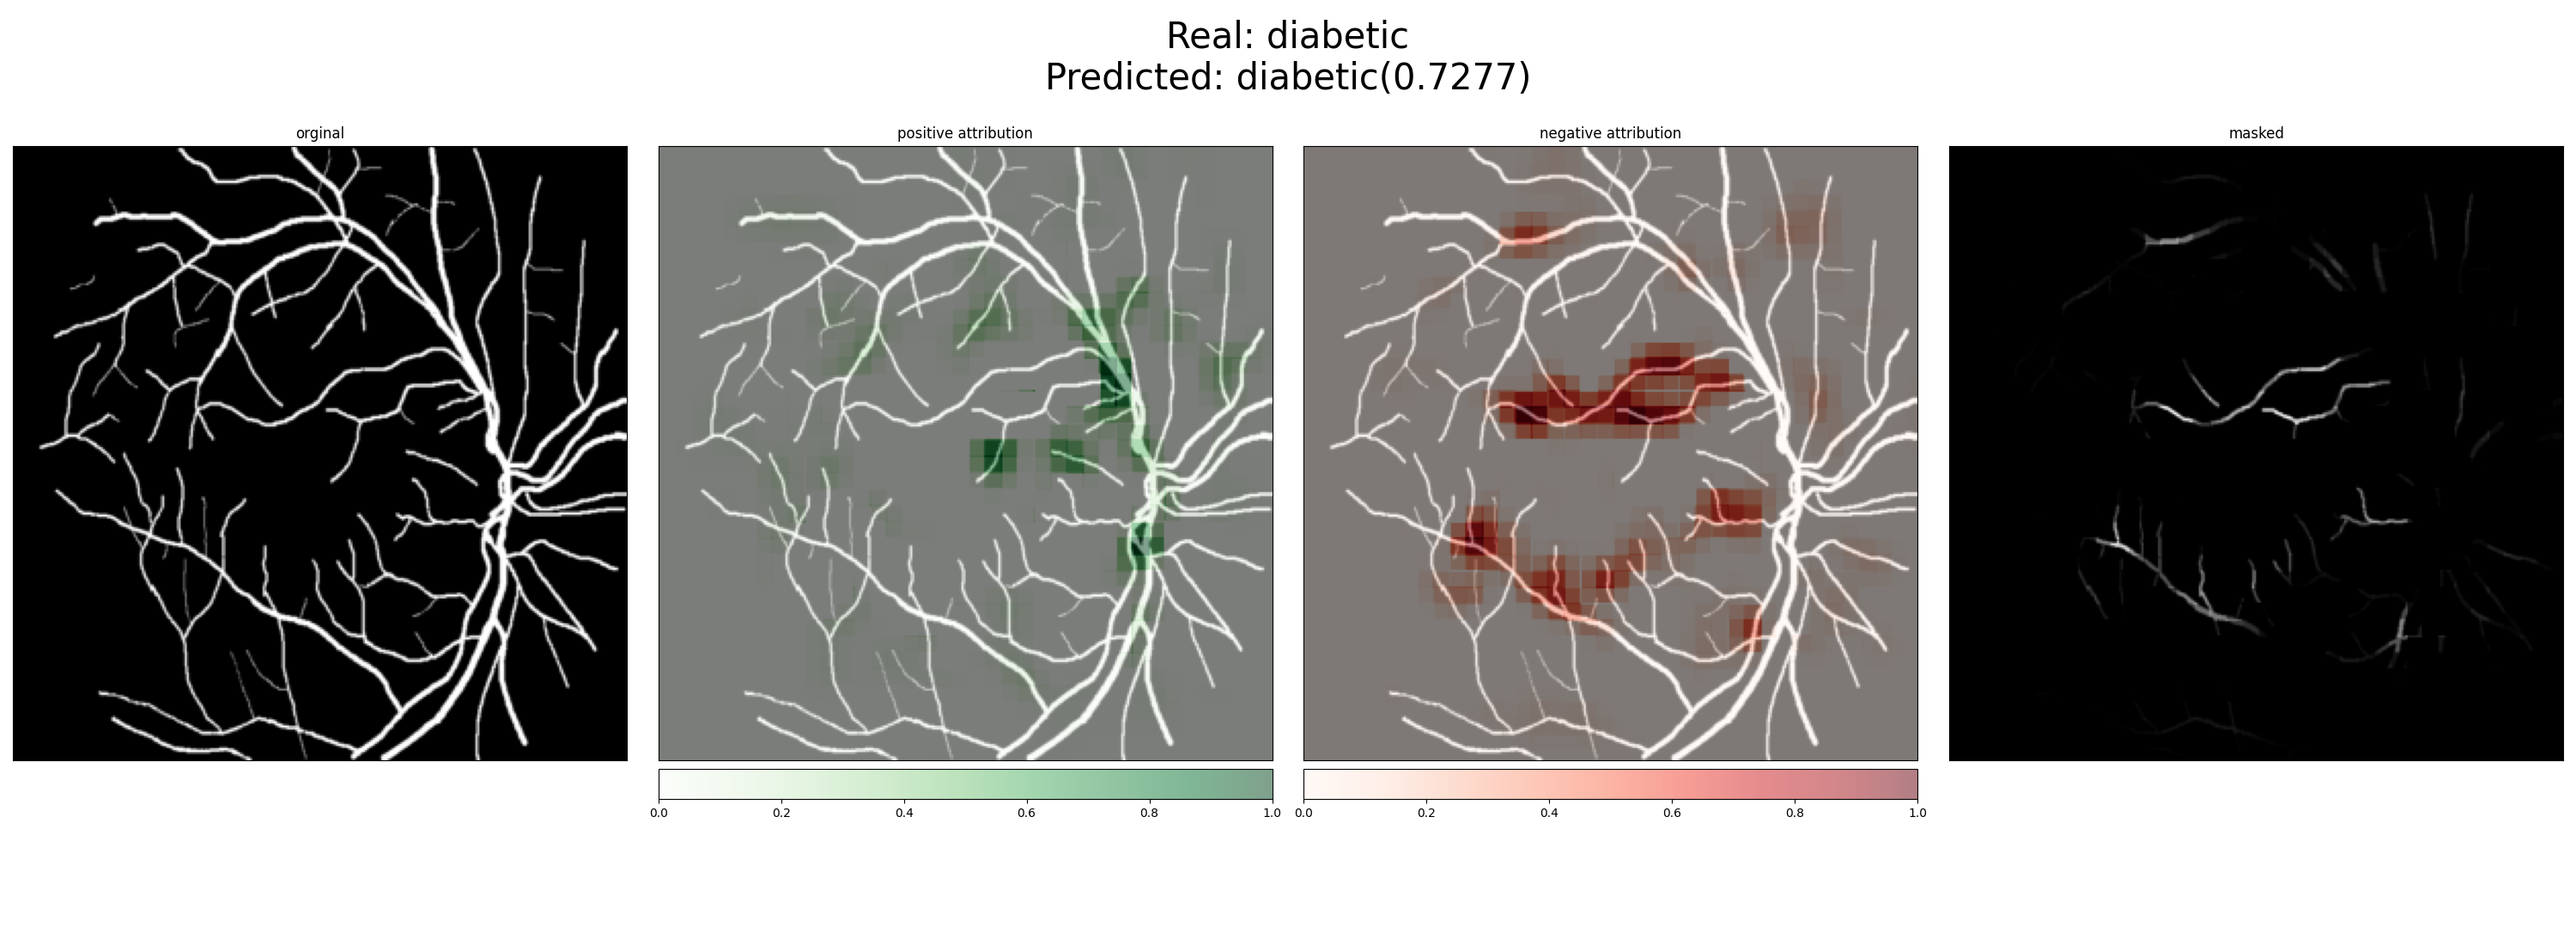 Real: diabetic
Predicted: diabetic(0.7277)
orginal
positive attribution
negative attribution
masked
0.0 0.2 0.4 0.6 0.8 1.0
0.0 0.2 0.4 0.6 0.8 1.0